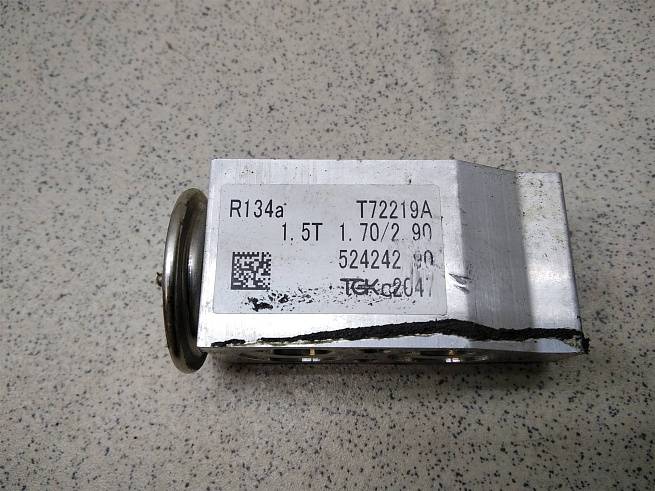 R134a T72219A
1.5T 1.70/2.90
524242 90
TGK c2047